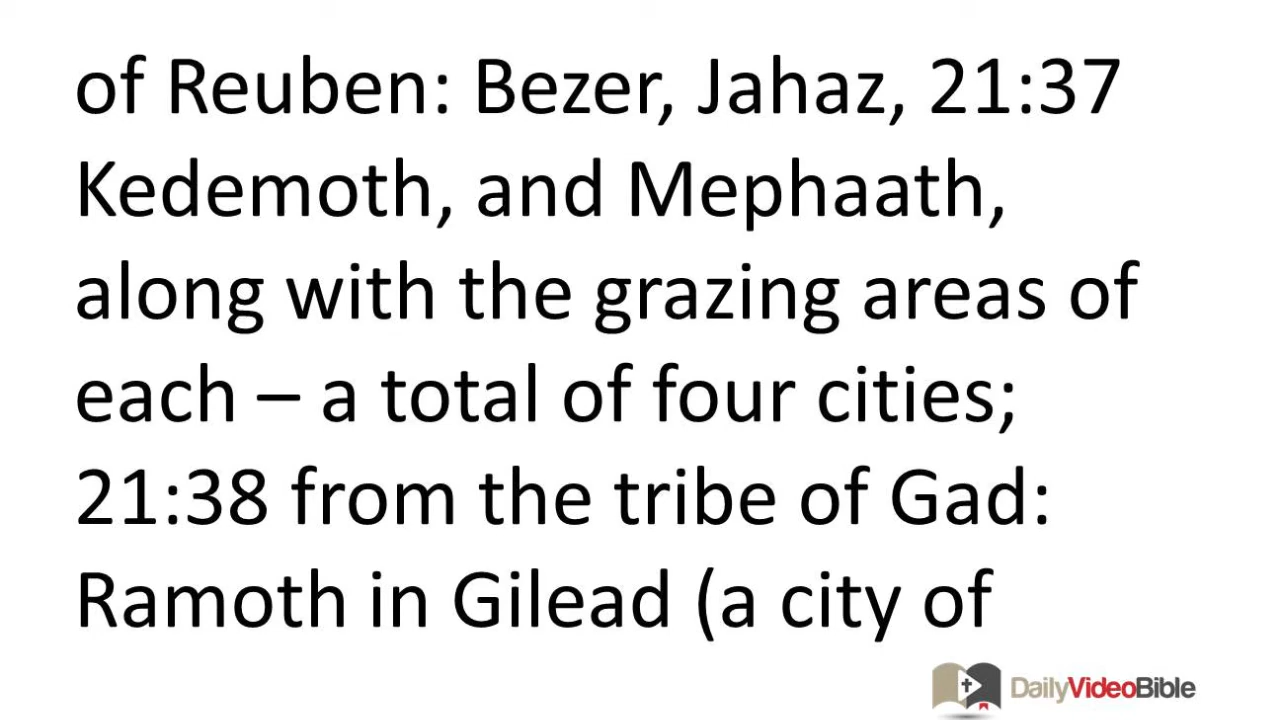 of Reuben: Bezer, Jahaz, 21:37
Kedemoth, and Mephaath,
along with the grazing areas of
each – a total of four cities;
21:38 from the tribe of Gad:
Ramoth in Gilead (a city of
DailyVideoBible